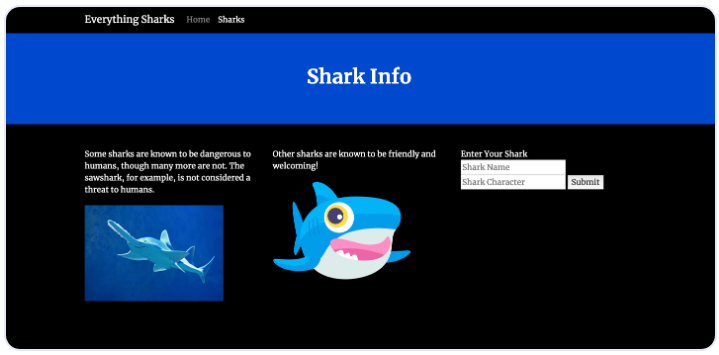 Everything Sharks Home Sharks
Shark Info
Some sharks are known to be dangerous to
humans, though many more are not. The
sawshark, for example, is not considered a
threat to humans.
Other sharks are known to be friendly and
welcoming!
Enter Your Shark
Shark Name
Shark Character Submit